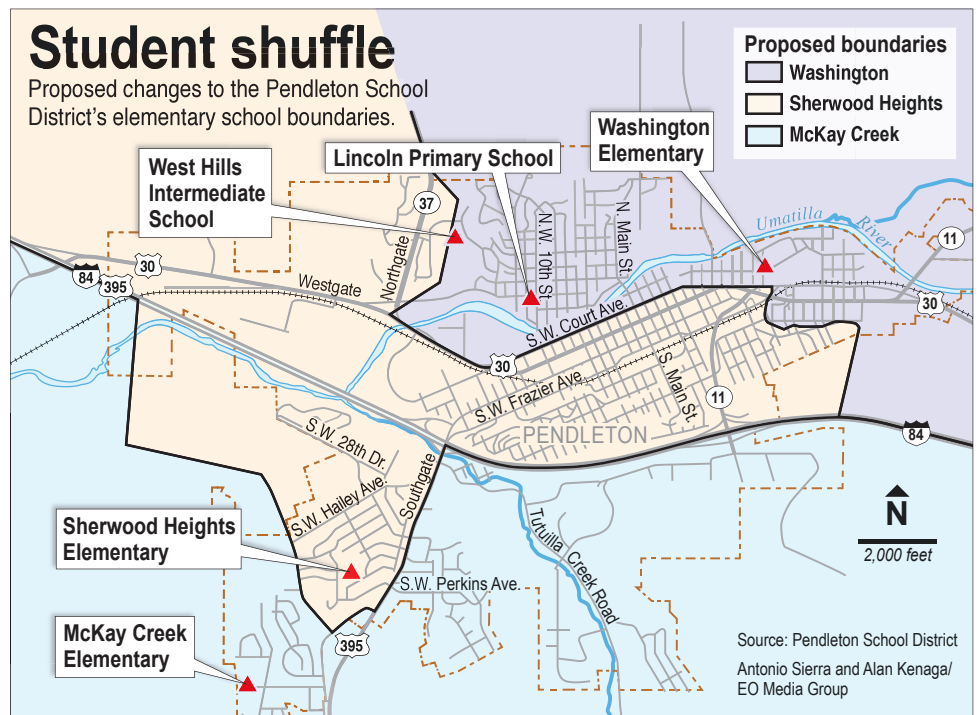 Student shuffle
Proposed changes to the Pendleton School
District's elementary school boundaries.
Proposed boundaries
Washington
Sherwood Heights
McKay Creek
Washington
Elementary
Lincoln Primary School
West Hills
Intermediate
School
37
N.W. 10th St.
N. Main St.
Umatilla
River
11
Northgate
30
84
395
Westgate
30
S.W. Court Ave.
30
S.W. Frazier Ave.
S. Main St.
11
PENDLETON
84
S.W. 28th Dr.
S.W. Hailey Ave.
Southgate
N
2,000 feet
Sherwood Heights
Elementary
Tutuilla Creek Road
S.W. Perkins Ave.
395
McKay Creek
Elementary
Source: Pendleton School District
Antonio Sierra and Alan Kenaga/
EO Media Group